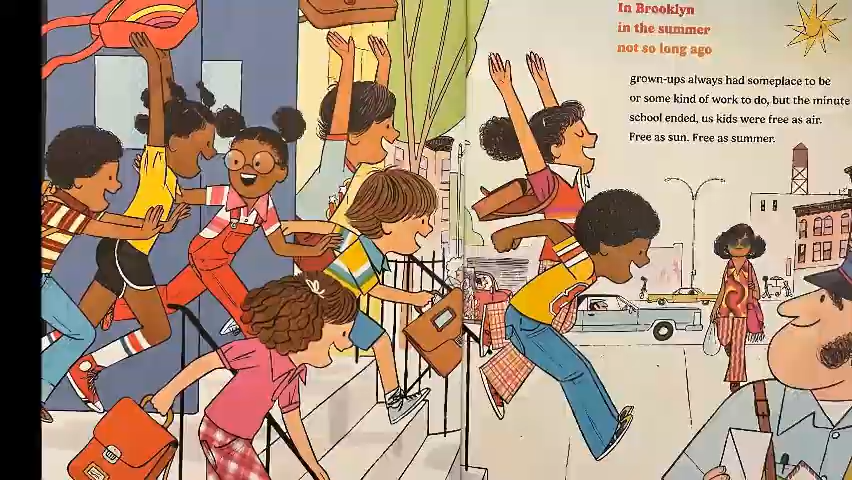 In Brooklyn
in the summer
not so long ago
grown-ups always had someplace to be
or some kind of work to do, but the minute
school ended, us kids were free as air.
Free as sun. Free as summer.